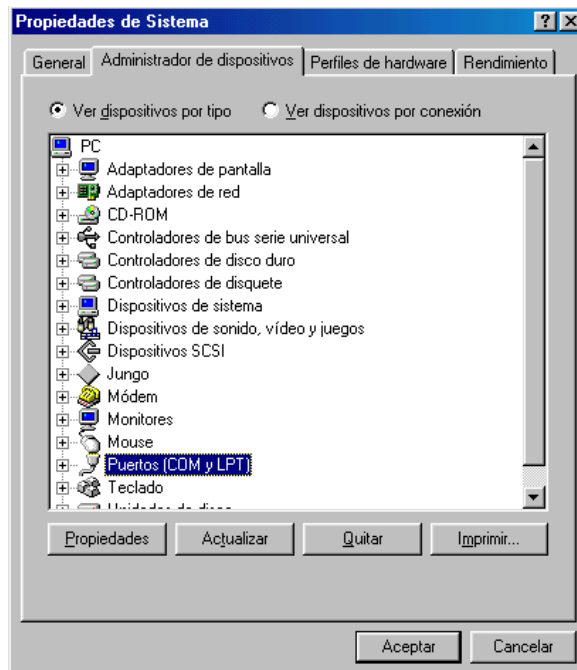 Propiedades de Sistema
General Administrador de dispositivos Perfiles de hardware Rendimiento
Ver dispositivos por tipo Ver dispositivos por conexión
PC
Adaptadores de pantalla
Adaptadores de red
CD-ROM
Controladores de bus serie universal
Controladores de disco duro
Controladores de disquete
Dispositivos de sistema
Dispositivos de sonido, vídeo y juegos
Dispositivos SCSI
Jungo
Módem
Monitores
Mouse
Puertos (COM y LPT)
Teclado
Unidades de disco
Propiedades Actualizar Quitar Imprimir...
Aceptar Cancelar